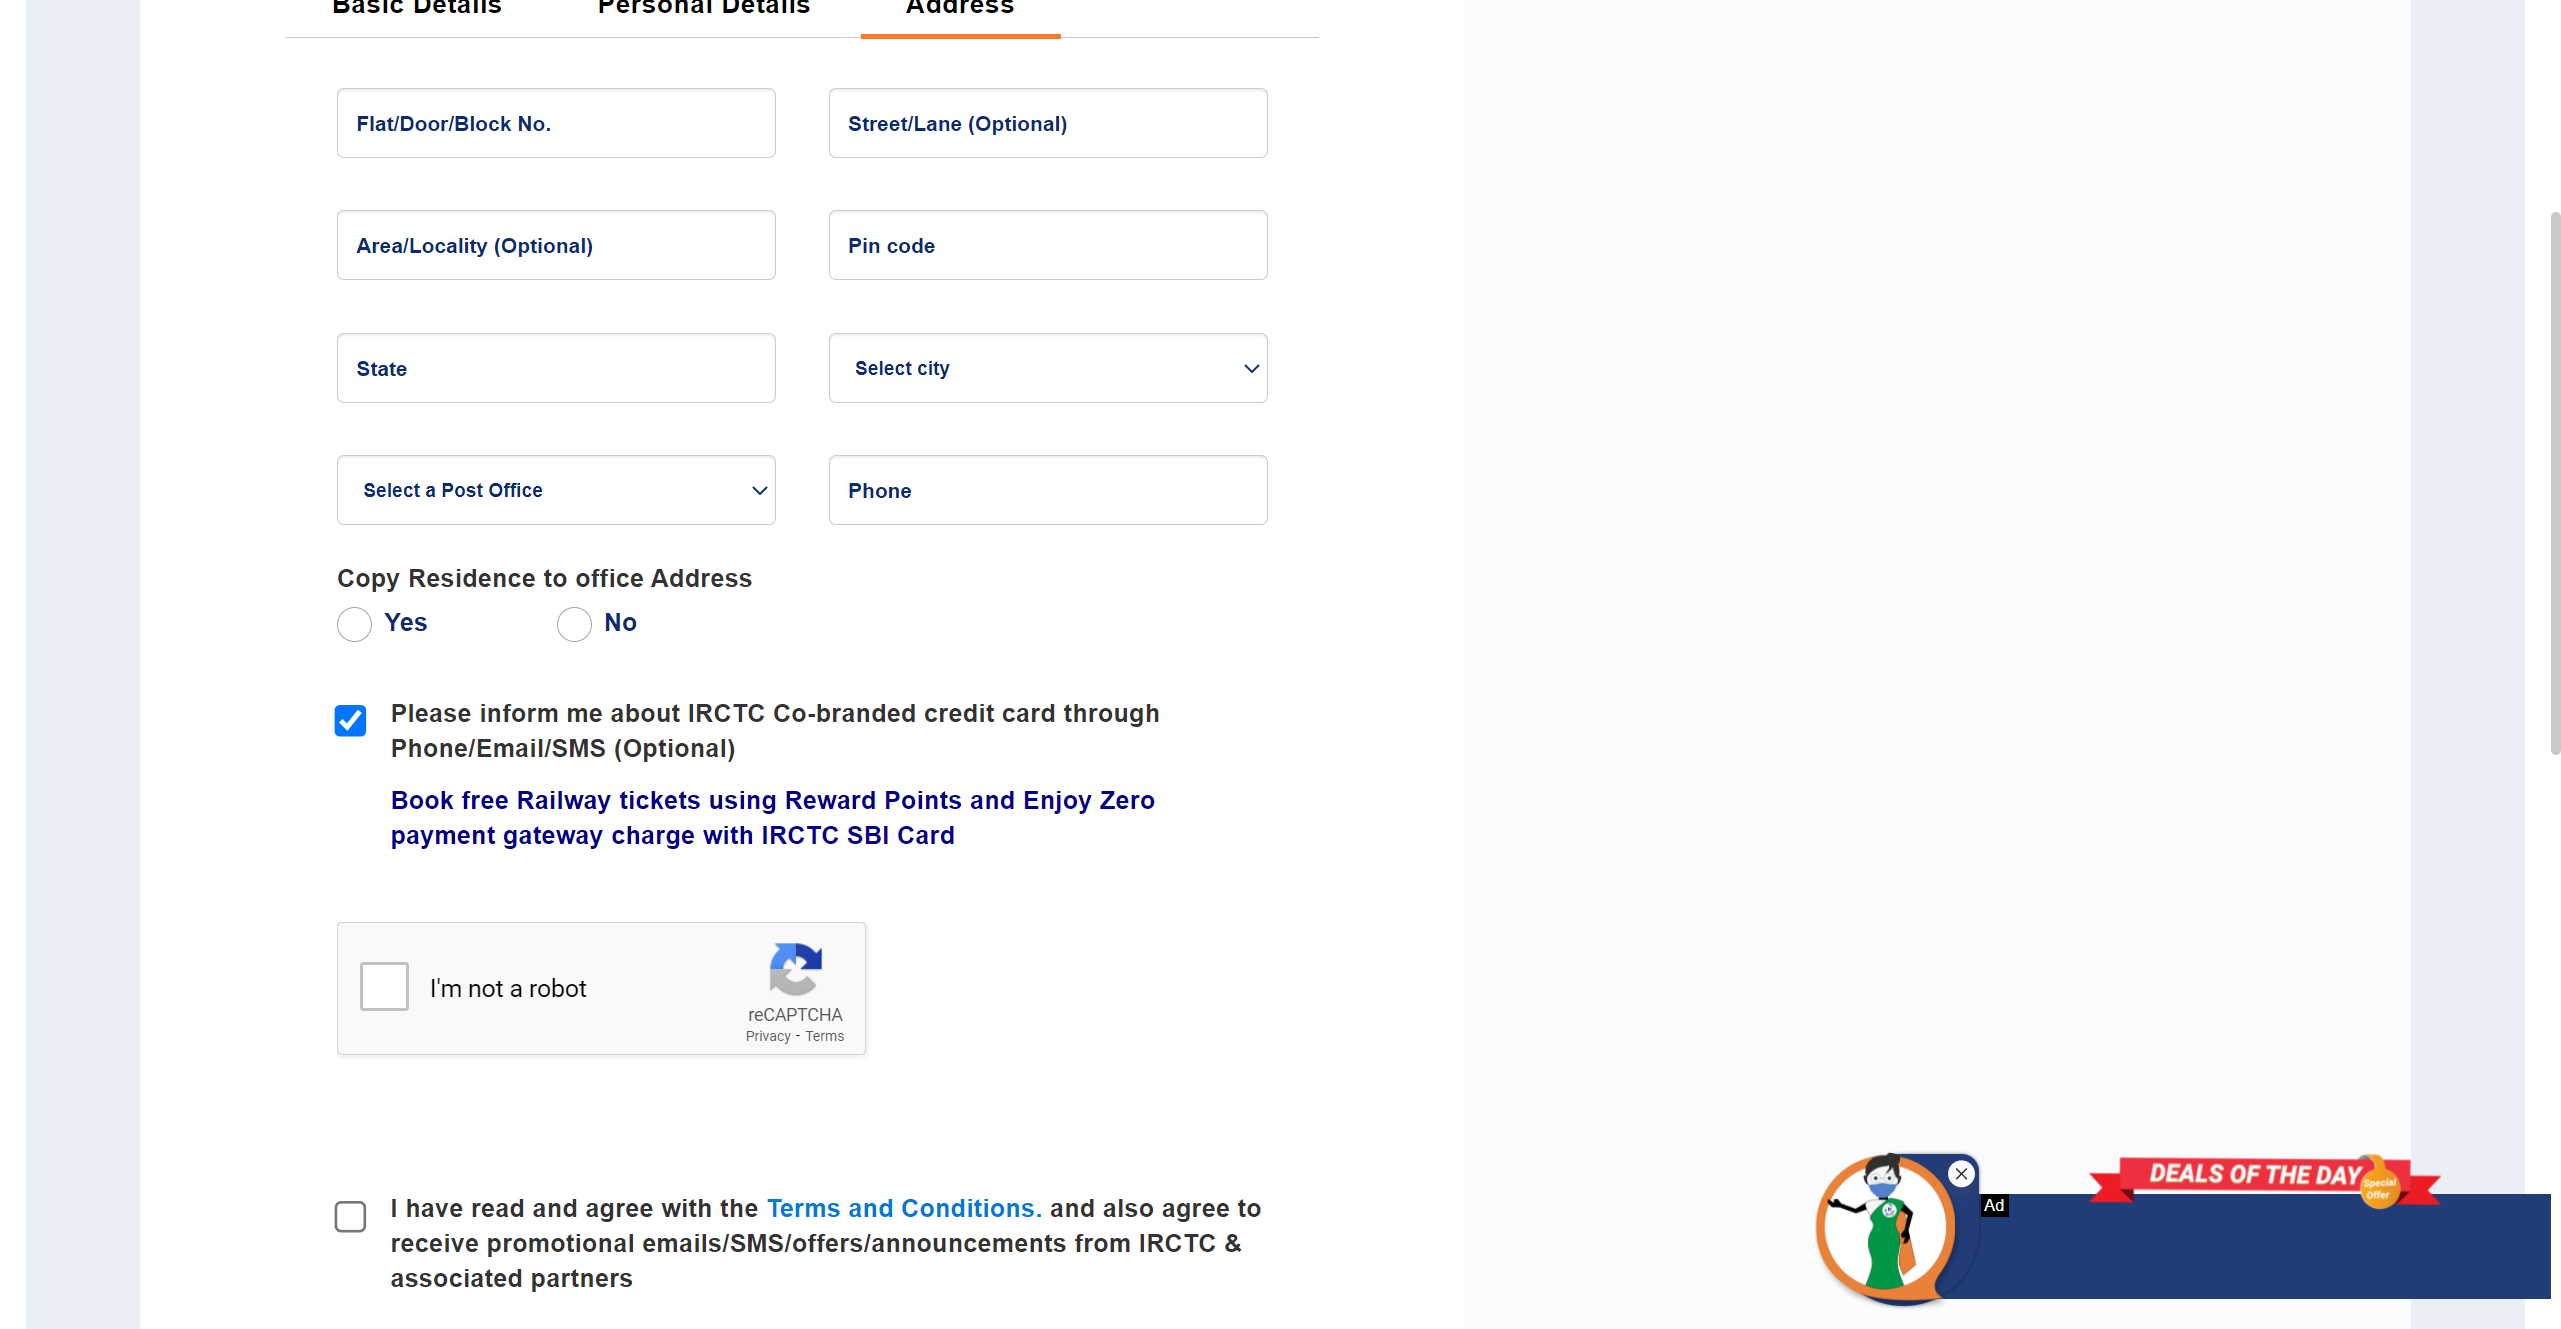 Basic Details Personal Details Address
Flat/Door/Block No. Street/Lane (Optional)
Area/Locality (Optional) Pin code
State Select city
Select a Post Office Phone
Copy Residence to office Address
Yes No
Please inform me about IRCTC Co-branded credit card through
Phone/Email/SMS (Optional)
Book free Railway tickets using Reward Points and Enjoy Zero
payment gateway charge with IRCTC SBI Card
I'm not a robot
reCAPTCHA
Privacy - Terms
I have read and agree with the Terms and Conditions. and also agree to
receive promotional emails/SMS/offers/announcements from IRCTC &
associated partners
DEALS OF THE DAY
Special
Offer
Ad